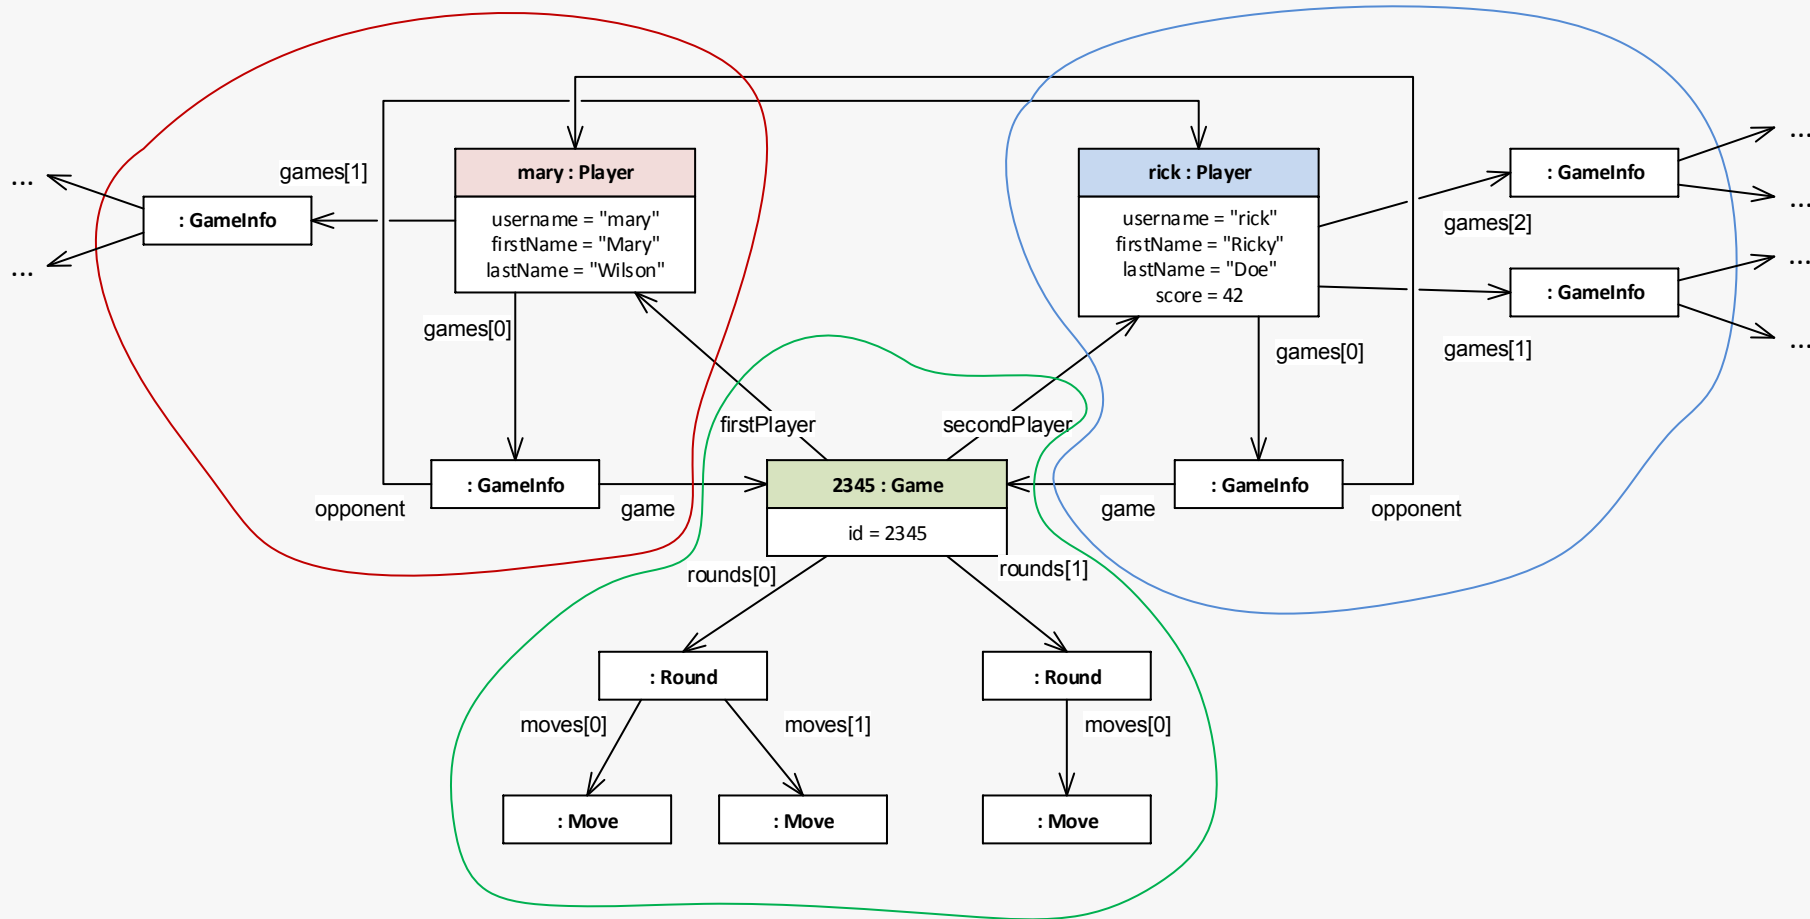 mary : Player
username = "mary"
firstName = "Mary"
lastName = "Wilson"
rick : Player
username = "rick"
firstName = "Ricky"
lastName = "Doe"
score = 42
...
...
games[1]
: GameInfo
: GameInfo
games[2]
...
...
: GameInfo
games[1]
...
...
games[0]
games[0]
firstPlayer
secondPlayer
: GameInfo
opponent
game
2345 : Game
id = 2345
game
: GameInfo
opponent
rounds[0]
rounds[1]
: Round
: Round
moves[0]
moves[1]
moves[0]
: Move
: Move
: Move